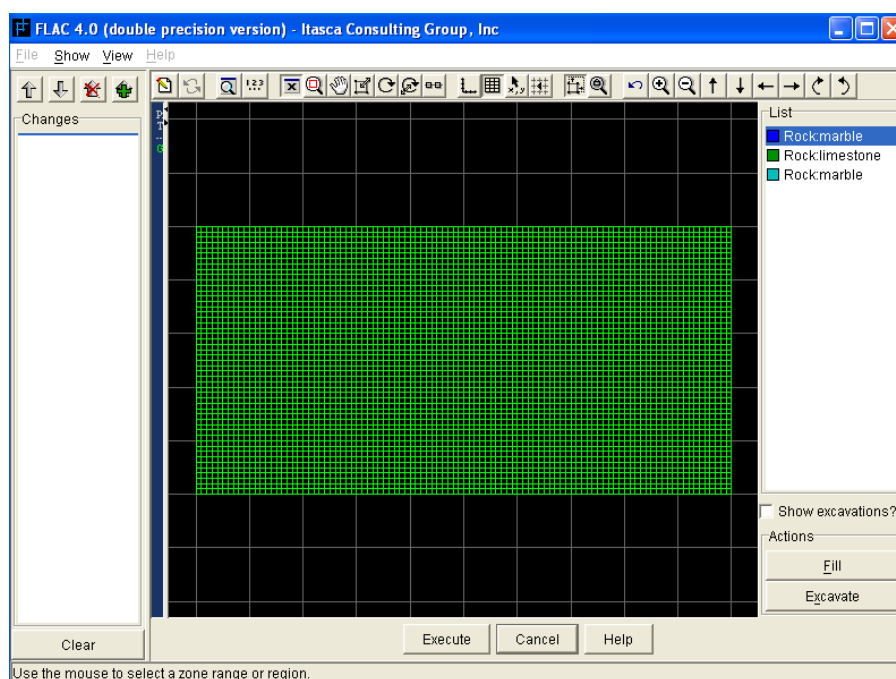 FLAC 4.0 (double precision version) - Itasca Consulting Group, Inc
File Show View Help
Changes
123
List
Rock:marble
Rock:limestone
Rock:marble
P
T
G
Show excavations?
Actions
Fill
Excavate
Clear
Execute Cancel Help
Use the mouse to select a zone range or region.